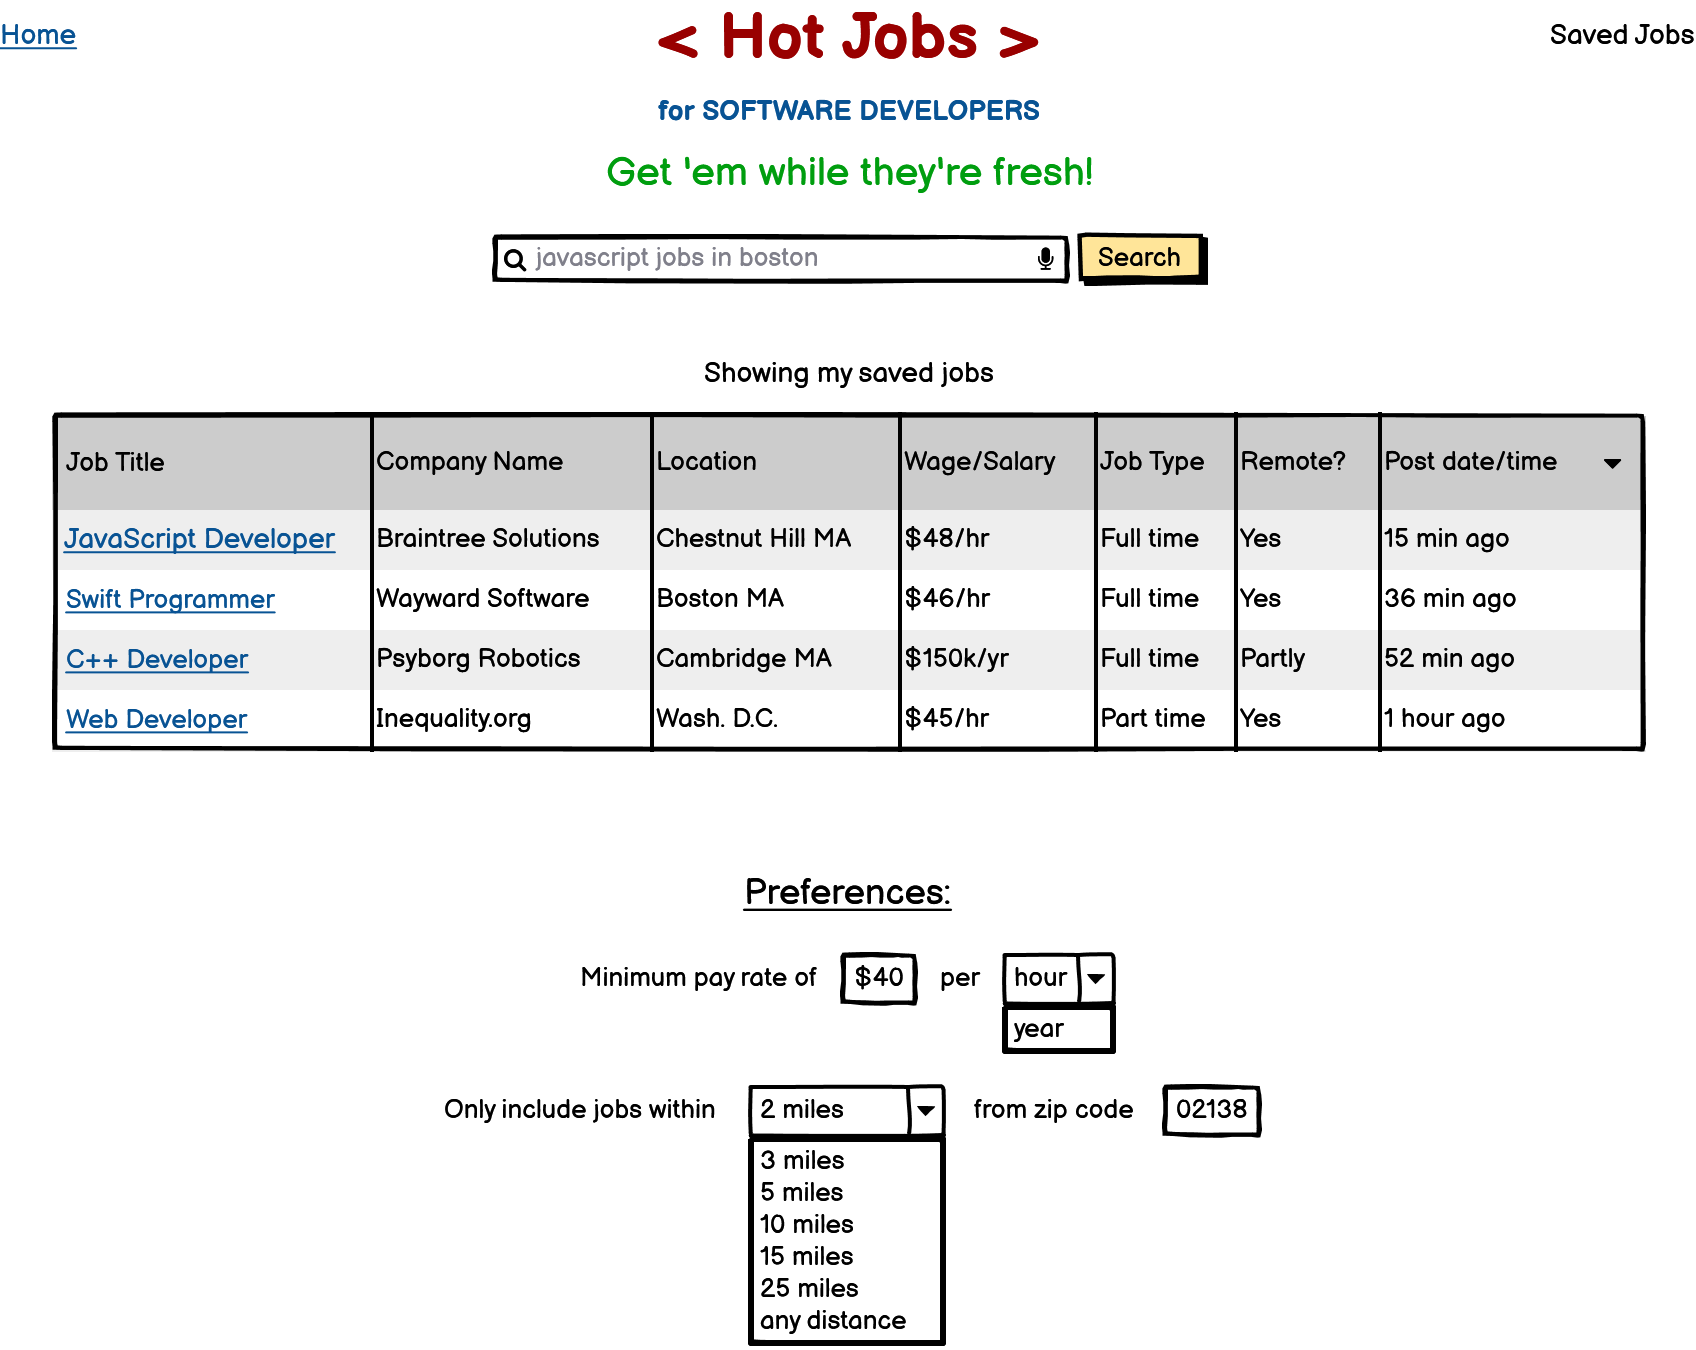 Home
< Hot Jobs >
Saved Jobs
for SOFTWARE DEVELOPERS
Get 'em while they're fresh!
javascript jobs in boston
Search
Showing my saved jobs
Job Title Company Name Location Wage/Salary Job Type Remote? Post date/time
JavaScript Developer Braintree Solutions Chestnut Hill MA $48/hr Full time Yes 15 min ago
Swift Programmer Wayward Software Boston MA $46/hr Full time Yes 36 min ago
C++ Developer Psyborg Robotics Cambridge MA $150k/yr Full time Partly 52 min ago
Web Developer Inequality.org Wash. D.C. $45/hr Part time Yes 1 hour ago
Preferences:
Minimum pay rate of $40 per hour
year
Only include jobs within 2 miles from zip code 02138
3 miles
5 miles
10 miles
15 miles
25 miles
any distance